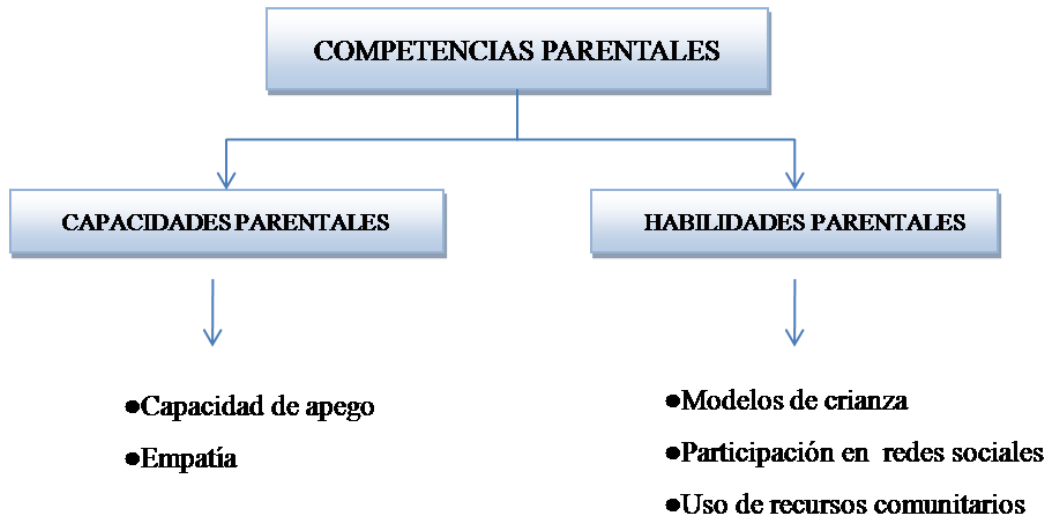 COMPETENCIAS PARENTALES
CAPACIDADES PARENTALES
●Capacidad de apego
●Empatía
HABILIDADES PARENTALES
●Modelos de crianza
●Participación en redes sociales
●Uso de recursos comunitarios